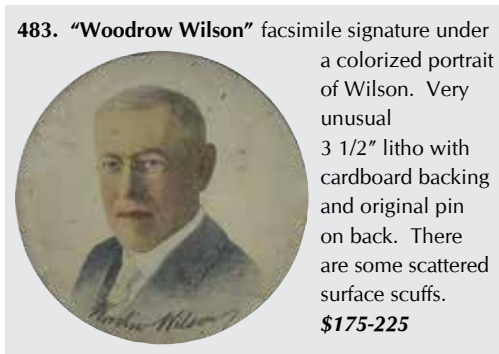 483. “Woodrow Wilson” facsimile signature under
a colorized portrait
of Wilson. Very
unusual
3 1/2” litho with
cardboard backing
and original pin
on back. There
are some scattered
surface scuffs.
$175-225
Woodrow Wilson